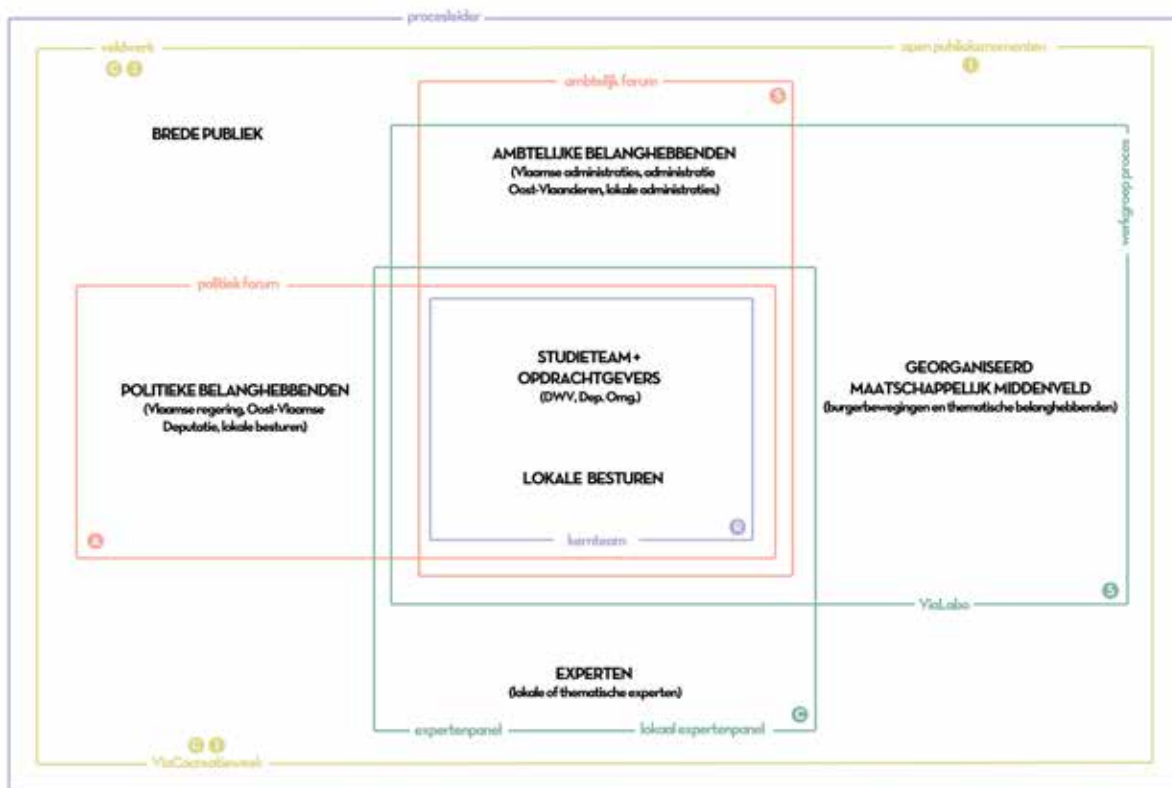 procesleider
veldwerk
open publieksmomenten
C I
I
ambtelijk forum
S
BREDE PUBLIEK
AMBTELIJKE BELANGHEBBENDEN
(Vlaamse administraties, administratie
Oost-Vlaanderen, lokale administraties)
werkgroep proces
politiek forum
STUDIETEAM +
OPDRACHTGEVERS
(DWV, Dep. Omg.)
GEORGANISEERD
MAATSCHAPPELIJK MIDDENVELD
(burgerbewegingen en thematische belanghebbenden)
POLITIEKE BELANGHEBBENDEN
(Vlaamse regering, Oost-Vlaamse
Deputatie, lokale besturen)
LOKALE BESTUREN
R
A
kernteam
S
ViaLabo
EXPERTEN
(lokale of thematische experten)
C
expertenpanel
lokaal expertenpanel
C I
ViaCocreatieweek